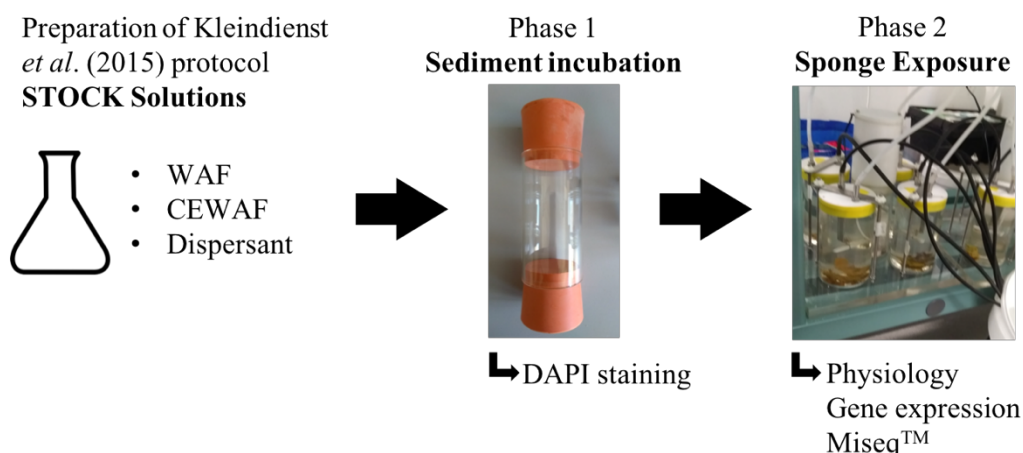 Preparation of Kleindienst
et al. (2015) protocol
STOCK Solutions
• WAF
• CEWAF
• Dispersant
Phase 1
Sediment incubation
DAPI staining
Phase 2
Sponge Exposure
Physiology
Gene expression
Miseq™